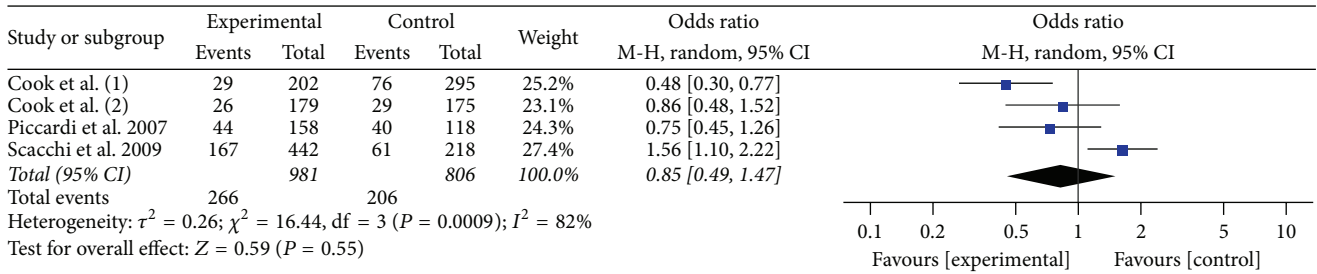 Study or subgroup Experimental Control Weight Odds ratio Odds ratio
Events Total Events Total M-H, random, 95% CI M-H, random, 95% CI
Cook et al. (1) 29 202 76 295 25.2% 0.48 [0.30, 0.77]
Cook et al. (2) 26 179 29 175 23.1% 0.86 [0.48, 1.52]
Piccardi et al. 2007 44 158 40 118 24.3% 0.75 [0.45, 1.26]
Scacchi et al. 2009 167 442 61 218 27.4% 1.56 [1.10, 2.22]
Total (95% CI) 981 806 100.0% 0.85 [0.49, 1.47]
Total events 266 206
Heterogeneity: τ² = 0.26; χ² = 16.44, df = 3 (P = 0.0009); I² = 82%
Test for overall effect: Z = 0.59 (P = 0.55)
0.1 0.2 0.5 1 2 5 10
Favours [experimental] Favours [control]